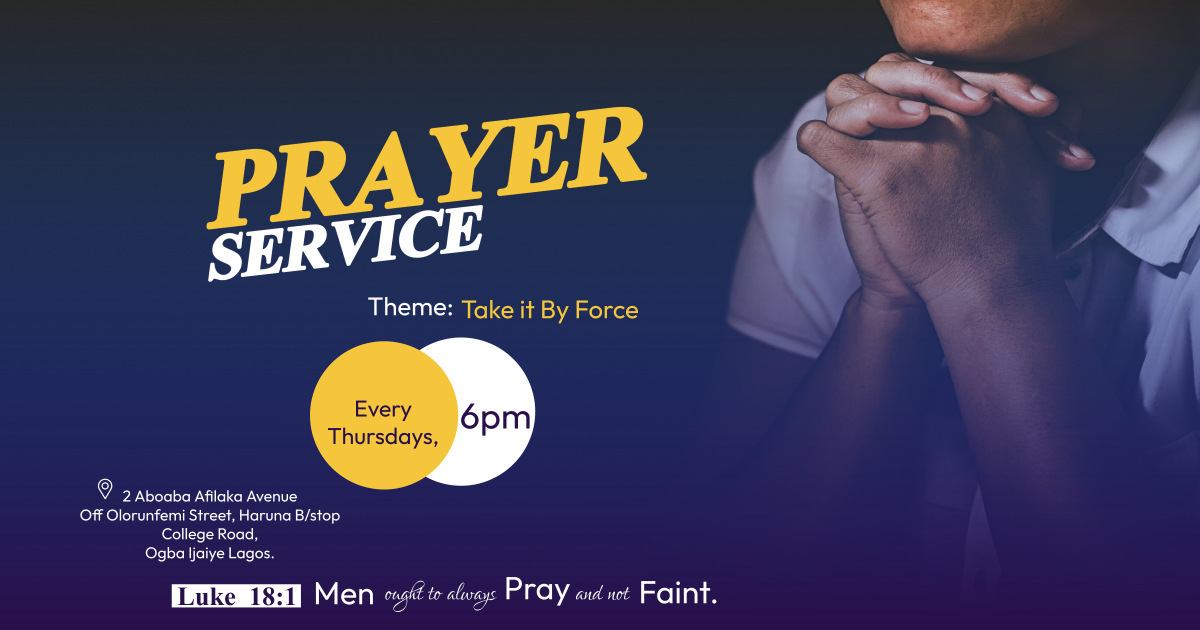 PRAYER
SERVICE
Theme: Take it By Force
Every
Thursdays,
6pm
2 Aboaba Afilaka Avenue
Off Olorunfemi Street, Haruna B/stop
College Road,
Ogba Ijaiye Lagos.
Luke 18:1 Men ought to always Pray and not Faint.